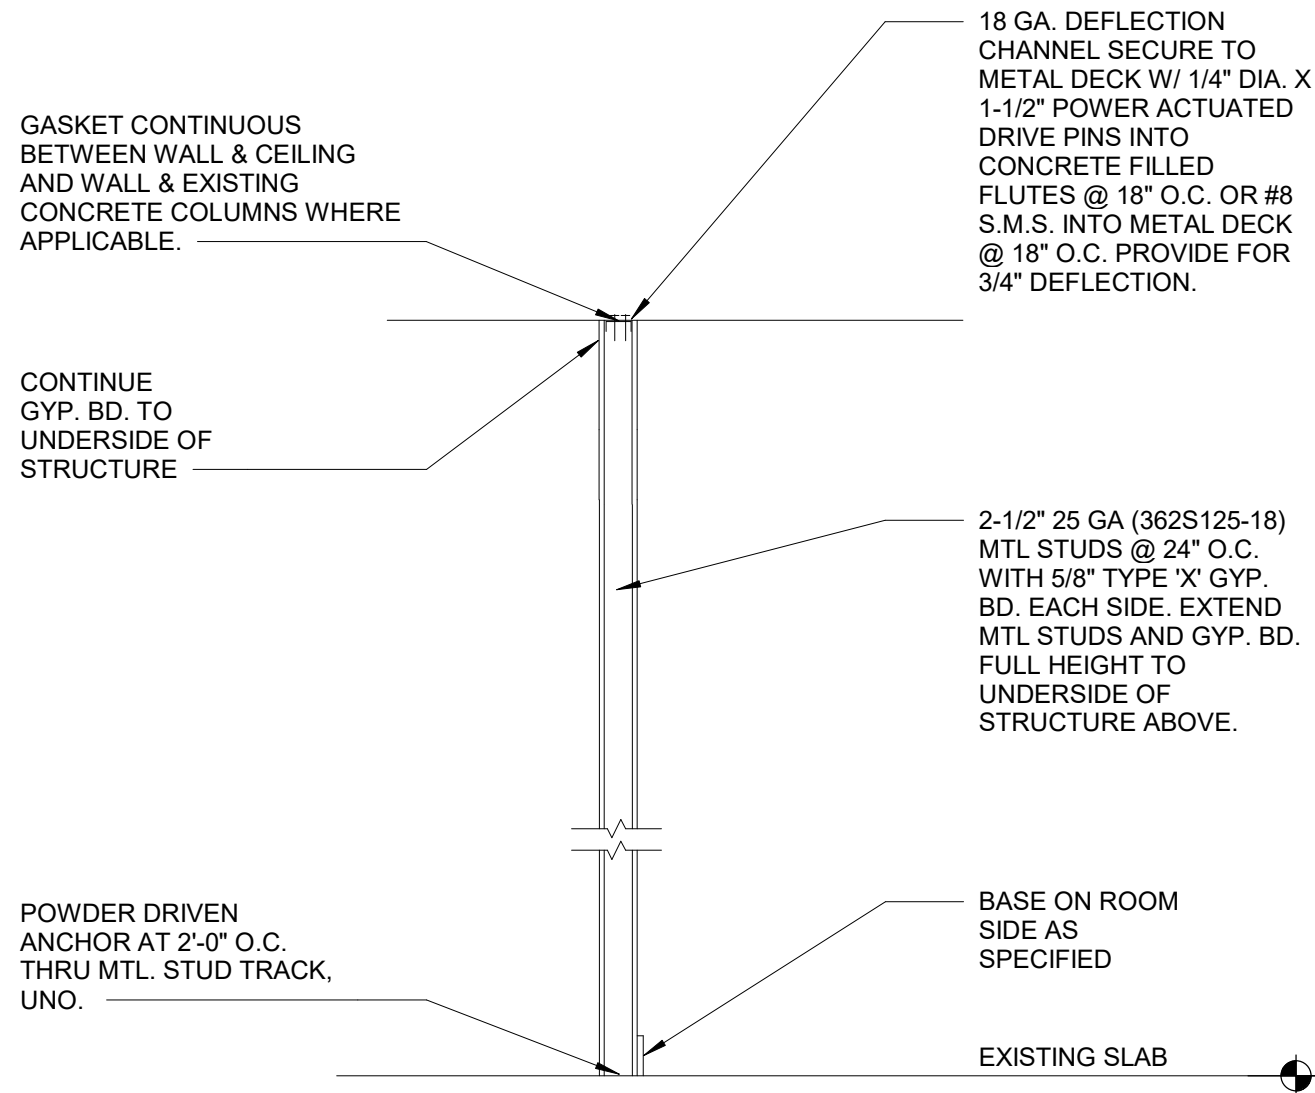 18 GA. DEFLECTION
CHANNEL SECURE TO
METAL DECK W/ 1/4" DIA. X
1-1/2" POWER ACTUATED
DRIVE PINS INTO
CONCRETE FILLED
FLUTES @ 18" O.C. OR #8
S.M.S. INTO METAL DECK
@ 18" O.C. PROVIDE FOR
3/4" DEFLECTION.
GASKET CONTINUOUS
BETWEEN WALL & CEILING
AND WALL & EXISTING
CONCRETE COLUMNS WHERE
APPLICABLE.
CONTINUE
GYP. BD. TO
UNDERSIDE OF
STRUCTURE
2-1/2" 25 GA (362S125-18)
MTL STUDS @ 24" O.C.
WITH 5/8" TYPE 'X' GYP.
BD. EACH SIDE. EXTEND
MTL STUDS AND GYP. BD.
FULL HEIGHT TO
UNDERSIDE OF
STRUCTURE ABOVE.
POWDER DRIVEN
ANCHOR AT 2'-0" O.C.
THRU MTL. STUD TRACK,
UNO.
BASE ON ROOM
SIDE AS
SPECIFIED
EXISTING SLAB